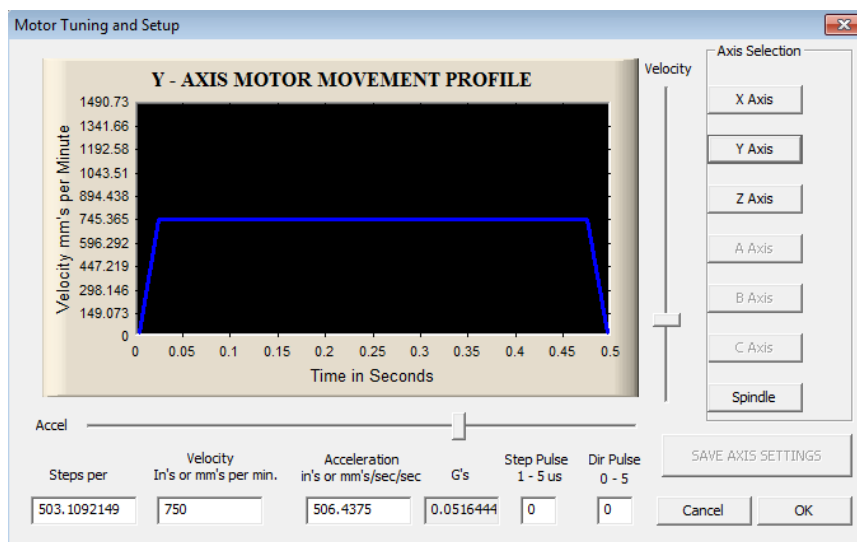 Motor Tuning and Setup
Axis Selection
Y - AXIS MOTOR MOVEMENT PROFILE
Velocity
1490.73
1341.66
1192.58
1043.51
894.438
745.365
596.292
447.219
298.146
149.073
0
Velocity mm's per Minute
0 0.05 0.1 0.15 0.2 0.25 0.3 0.35 0.4 0.45 0.5
Time in Seconds
X Axis
Y Axis
Z Axis
A Axis
B Axis
C Axis
Spindle
Accel
SAVE AXIS SETTINGS
Steps per
Velocity
In's or mm's per min.
Acceleration
in's or mm's/sec/sec
G's
Step Pulse
1 - 5 us
Dir Pulse
0 - 5
503.1092149 750 506.4375 0.0516444 0 0
Cancel OK